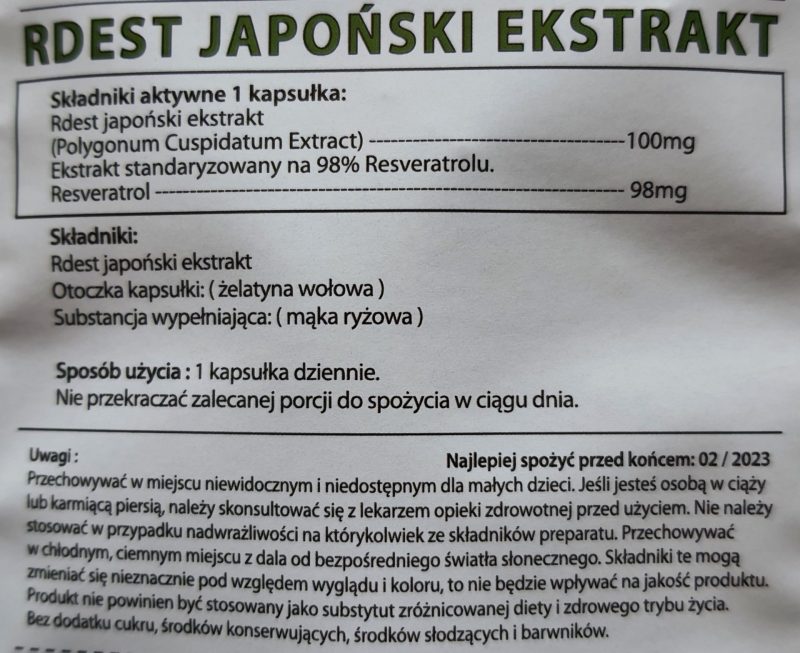 RDEST JAPOŃSKI EKSTRAKT
Składniki aktywne 1 kapsułka:
Rdest japoński ekstrakt
(Polygonum Cuspidatum Extract) ------------------------------------100mg
Ekstrakt standaryzowany na 98% Resveratrolu.
Resveratrol ------------------------------------------------------------------ 98mg
Składniki:
Rdest japoński ekstrakt
Otoczka kapsułki: ( żelatyna wołowa )
Substancja wypełniająca: ( mąka ryżowa )
Sposób użycia : 1 kapsułka dziennie.
Nie przekraczać zalecanej porcji do spożycia w ciągu dnia.
Uwagi :
Najlepiej spożyć przed końcem: 02 / 2023
Przechowywać w miejscu niewidocznym i niedostępnym dla małych dzieci. Jeśli jesteś osobą w ciąży
lub karmiącą piersią, należy skonsultować się z lekarzem opieki zdrowotnej przed użyciem. Nie należy
stosować w przypadku nadwrażliwości na którykolwiek ze składników preparatu. Przechowywać
w chłodnym, ciemnym miejscu z dala od bezpośredniego światła słonecznego. Składniki te mogą
zmieniać się nieznacznie pod względem wyglądu i koloru, to nie będzie wpływać na jakość produktu.
Produkt nie powinien być stosowany jako substytut zróżnicowanej diety i zdrowego trybu życia.
Bez dodatku cukru, środków konserwujących, środków słodzących i barwników.